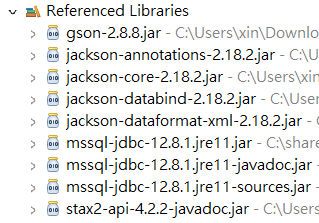 Referenced Libraries
gson-2.8.8.jar - C:\Users\xin\Downlo
jackson-annotations-2.18.2.jar - C:\
jackson-core-2.18.2.jar - C:\Users\xin
jackson-databind-2.18.2.jar - C:\User
jackson-dataformat-xml-2.18.2.jar - C
mssql-jdbc-12.8.1.jre11.jar - C:\share
mssql-jdbc-12.8.1.jre11-javadoc.jar -
mssql-jdbc-12.8.1.jre11-sources.jar -
stax2-api-4.2.2-javadoc.jar - C:\Users